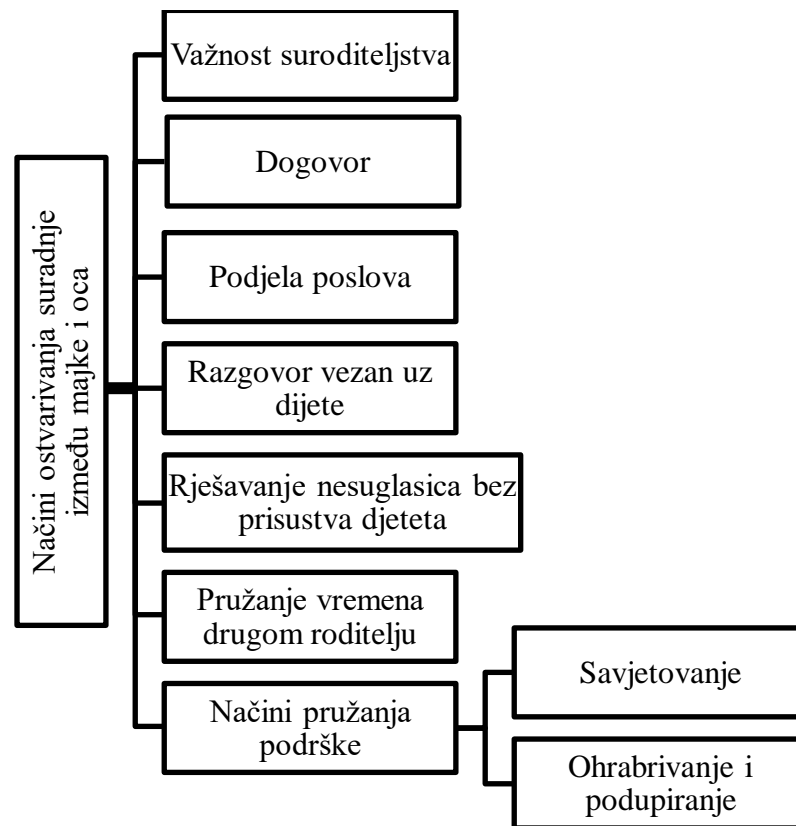 Načini ostvarivanja suradnje
između majke i oca
Važnost suroditeljstva
Dogovor
Podjela poslova
Razgovor vezan uz
dijete
Rješavanje nesuglasica bez
prisustva djeteta
Pružanje vremena
drugom roditelju
Načini pružanja
podrške
Savjetovanje
Ohrabrivanje i
podupiranje